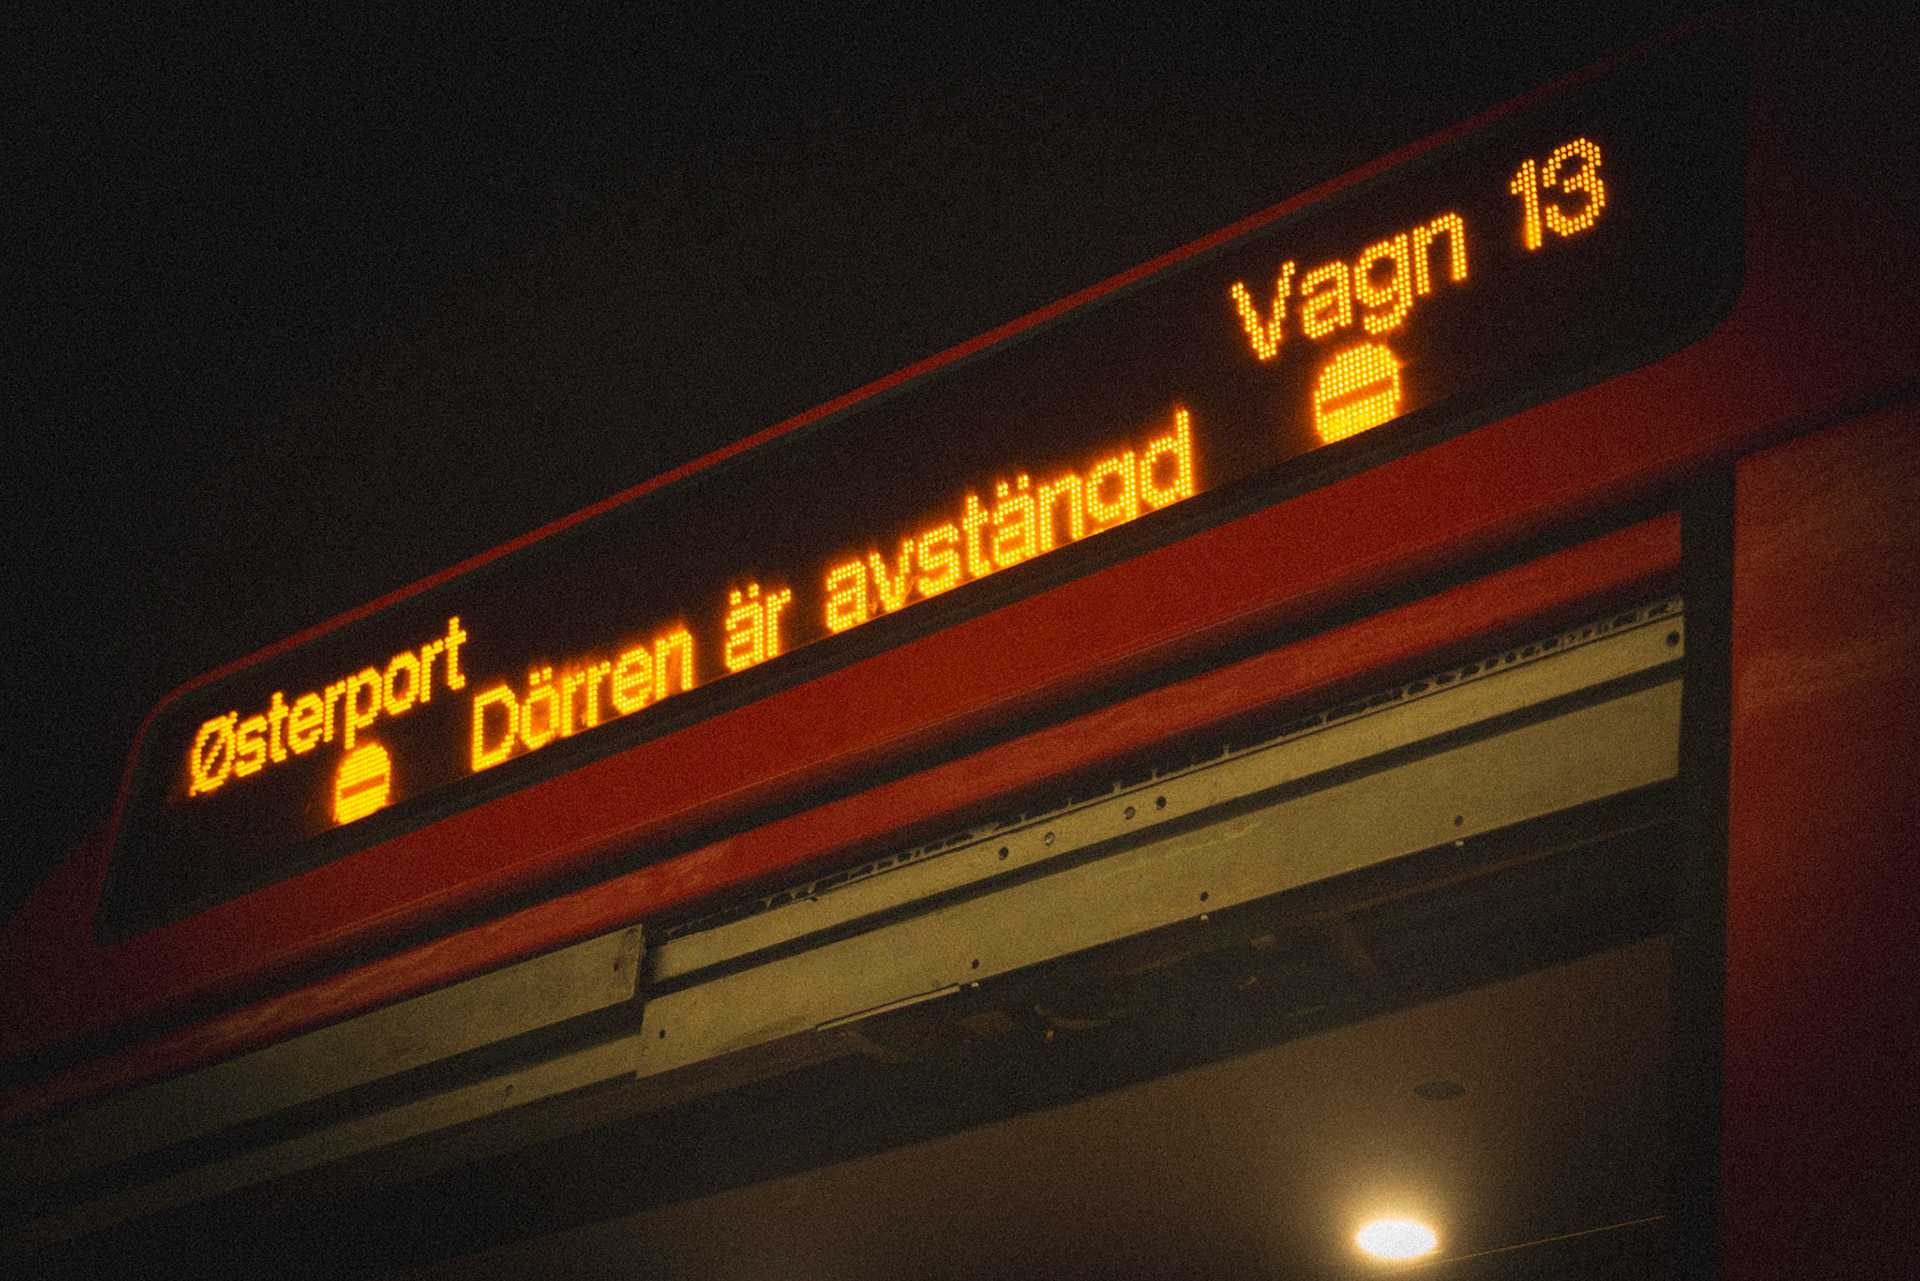 Østerport Vagn 13
Dörren är avstängd